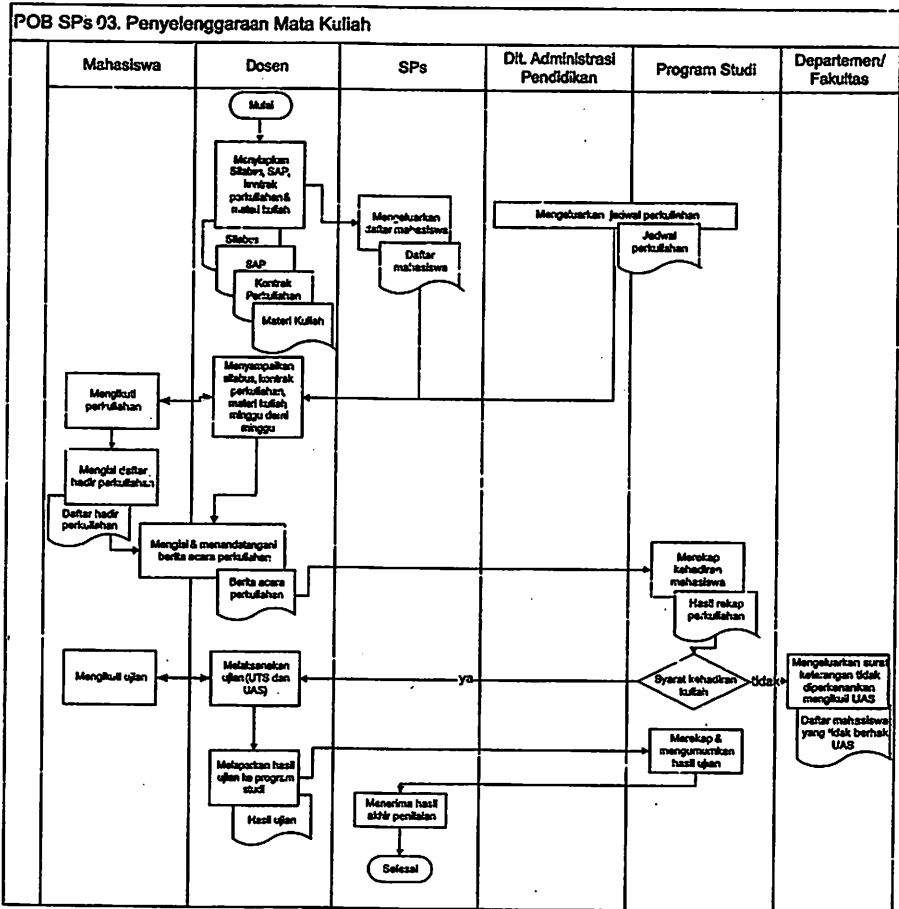 POB SPs 03. Penyelenggaraan Mata Kuliah
Mahasiswa
Dosen
SPs
Dit. Administrasi
Pendidikan
Program Studi
Departemen/
Fakultas
Mulai
Menyiapkan
Silabus, SAP,
kontrak
perkuliahan &
materi kuliah
Silabus
SAP
Kontrak
Perkuliahan
Materi Kuliah
Mengeluarkan
daftar mahasiswa
Daftar
mahasiswa
Mengeluarkan jadwal perkuliahan
Jadwal
perkuliahan
Mengikuti
perkuliahan
Menyampaikan
silabus, kontrak
perkuliahan,
materi kuliah
minggu demi
minggu
Mengisi daftar
hadir perkuliahan
Daftar hadir
perkuliahan
Mengisi & menandatangani
berita acara perkuliahan
Berita acara
perkuliahan
Merekap
kehadiran
mahasiswa
Hasil rekap
perkuliahan
Mengikuti ujian
Melaksanakan
ujian (UTS dan
UAS)
ya
Syarat kehadiran
kuliah
tidak
Mengeluarkan surat
keterangan tidak
diperkenankan
mengikuti UAS
Daftar mahasiswa
yang tidak berhak
UAS
Melaporkan hasil
ujian ke program
studi
Hasil ujian
Merekap &
mengumumkan
hasil ujian
Menerima hasil
akhir penilaian
Selesai